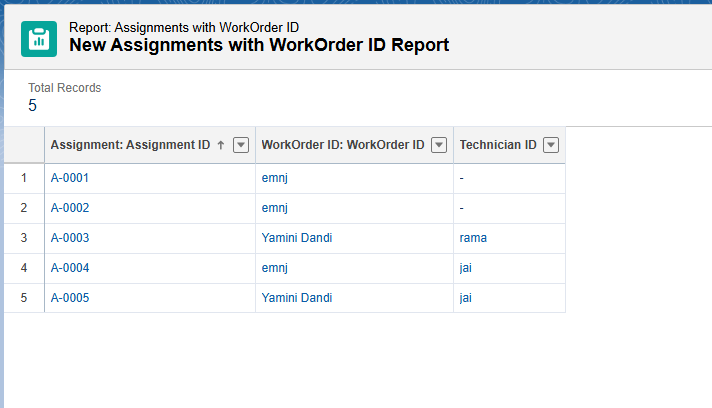 Report: Assignments with WorkOrder ID
New Assignments with WorkOrder ID Report
Total Records
5
Assignment: Assignment ID ↑ WorkOrder ID: WorkOrder ID Technician ID
1 A-0001 emnj -
2 A-0002 emnj -
3 A-0003 Yamini Dandi rama
4 A-0004 emnj jai
5 A-0005 Yamini Dandi jai